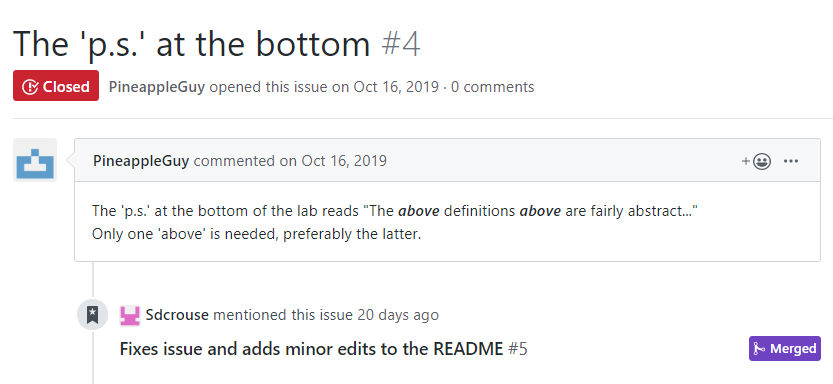 The 'p.s.' at the bottom #4
Closed PineappleGuy opened this issue on Oct 16, 2019 · 0 comments
PineappleGuy commented on Oct 16, 2019
The 'p.s.' at the bottom of the lab reads "The above definitions above are fairly abstract..."
Only one 'above' is needed, preferably the latter.
Sdcrouse mentioned this issue 20 days ago
Fixes issue and adds minor edits to the README #5 Merged